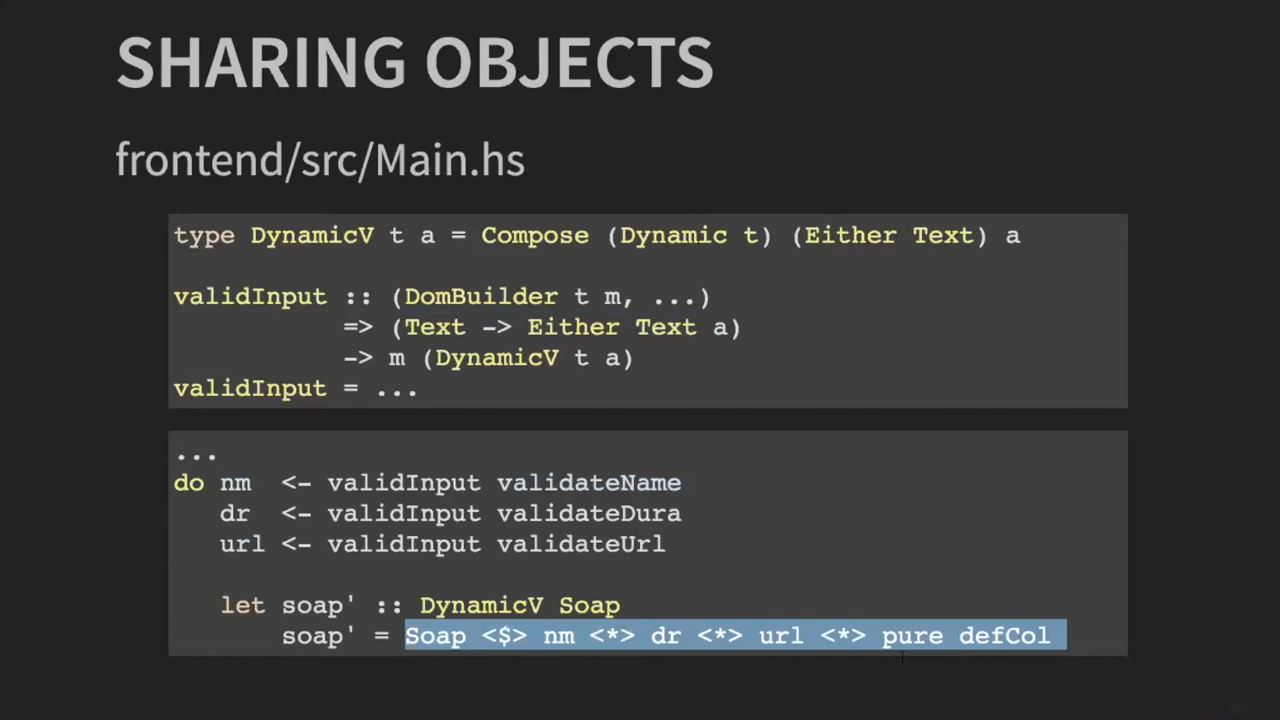 SHARING OBJECTS
frontend/src/Main.hs
type DynamicV t a = Compose (Dynamic t) (Either Text) a
validInput :: (DomBuilder t m, ...)
=> (Text -> Either Text a)
-> m (DynamicV t a)
validInput = ...
...
do nm <- validInput validateName
dr <- validInput validateDura
url <- validInput validateUrl
let soap' :: DynamicV Soap
soap' = Soap <$> nm <*> dr <*> url <*> pure defCol